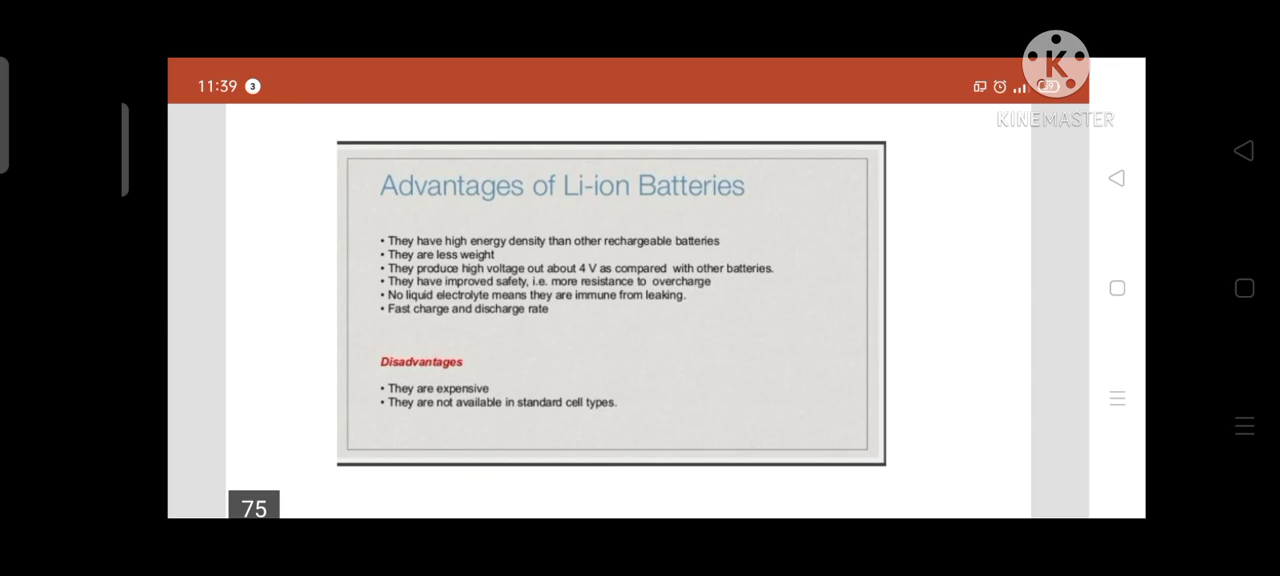 11:39 3
KINEMASTER
Advantages of Li-ion Batteries
• They have high energy density than other rechargeable batteries
• They are less weight
• They produce high voltage out about 4 V as compared with other batteries.
• They have improved safety, i.e. more resistance to overcharge
• No liquid electrolyte means they are immune from leaking.
• Fast charge and discharge rate
Disadvantages
• They are expensive
• They are not available in standard cell types.
75